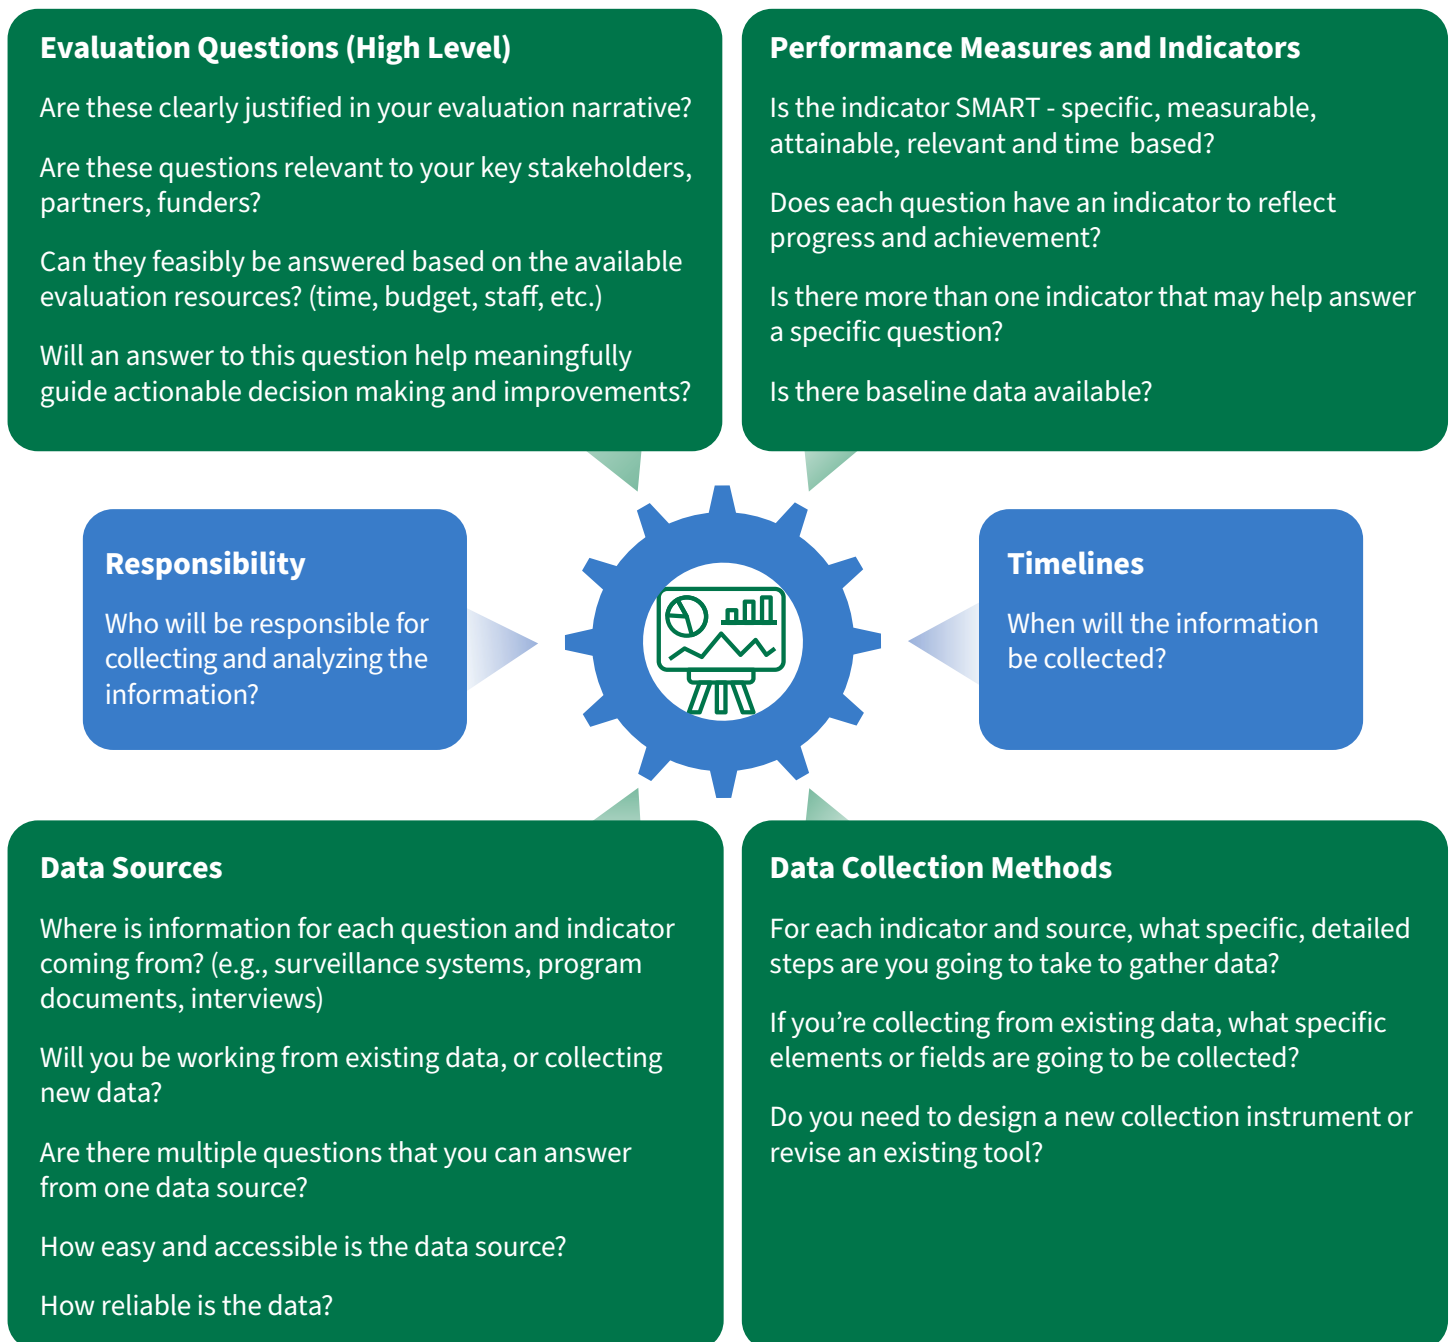 Evaluation Questions (High Level)
Are these clearly justified in your evaluation narrative?
Are these questions relevant to your key stakeholders,
partners, funders?
Can they feasibly be answered based on the available
evaluation resources? (time, budget, staff, etc.)
Will an answer to this question help meaningfully
guide actionable decision making and improvements?
Performance Measures and Indicators
Is the indicator SMART - specific, measurable,
attainable, relevant and time  based?
Does each question have an indicator to reflect
progress and achievement?
Is there more than one indicator that may help answer
a specific question?
Is there baseline data available?
Responsibility
Who will be responsible for
collecting and analyzing the
information?
Timelines
When will the information
be collected?
Data Sources
Where is information for each question and indicator
coming from? (e.g., surveillance systems, program
documents, interviews)
Will you be working from existing data, or collecting
new data?
Are there multiple questions that you can answer
from one data source?
How easy and accessible is the data source?
How reliable is the data?
Data Collection Methods
For each indicator and source, what specific, detailed
steps are you going to take to gather data?
If you’re collecting from existing data, what specific
elements or fields are going to be collected?
Do you need to design a new collection instrument or
revise an existing tool?